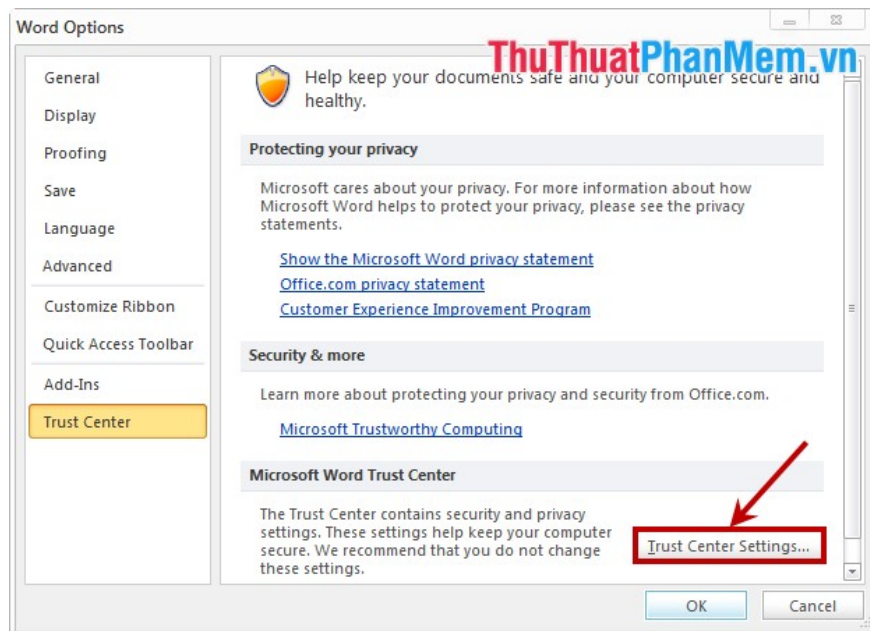 Word Options
ThuThuatPhanMem.vn
General
Display
Proofing
Save
Language
Advanced
Customize Ribbon
Quick Access Toolbar
Add-Ins
Trust Center
Help keep your documents safe and your computer secure and
healthy.
Protecting your privacy
Microsoft cares about your privacy. For more information about how
Microsoft Word helps to protect your privacy, please see the privacy
statements.
Show the Microsoft Word privacy statement
Office.com privacy statement
Customer Experience Improvement Program
Security & more
Learn more about protecting your privacy and security from Office.com.
Microsoft Trustworthy Computing
Microsoft Word Trust Center
The Trust Center contains security and privacy
settings. These settings help keep your computer
secure. We recommend that you do not change
these settings.
Trust Center Settings...
OK
Cancel